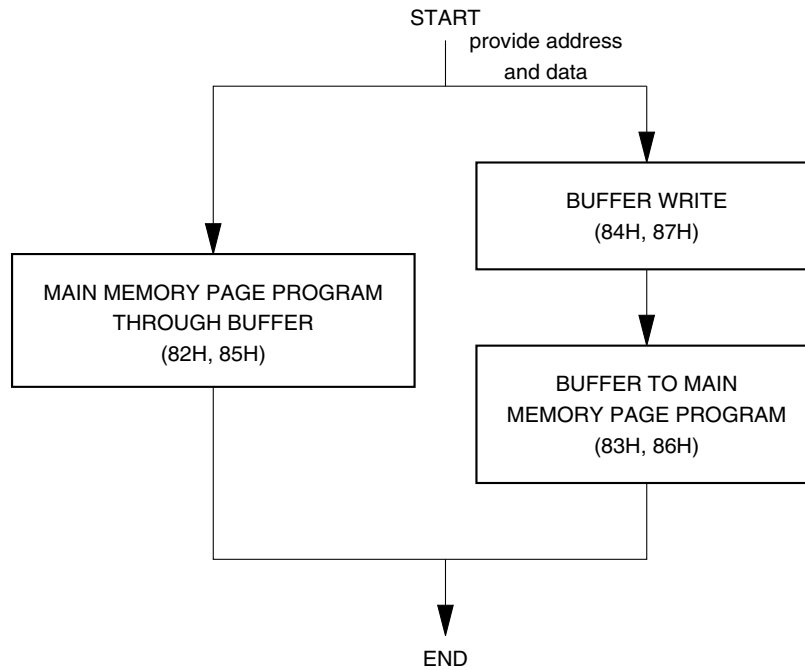 START
provide address
and data
BUFFER WRITE
(84H, 87H)
MAIN MEMORY PAGE PROGRAM
THROUGH BUFFER
(82H, 85H)
BUFFER TO MAIN
MEMORY PAGE PROGRAM
(83H, 86H)
END